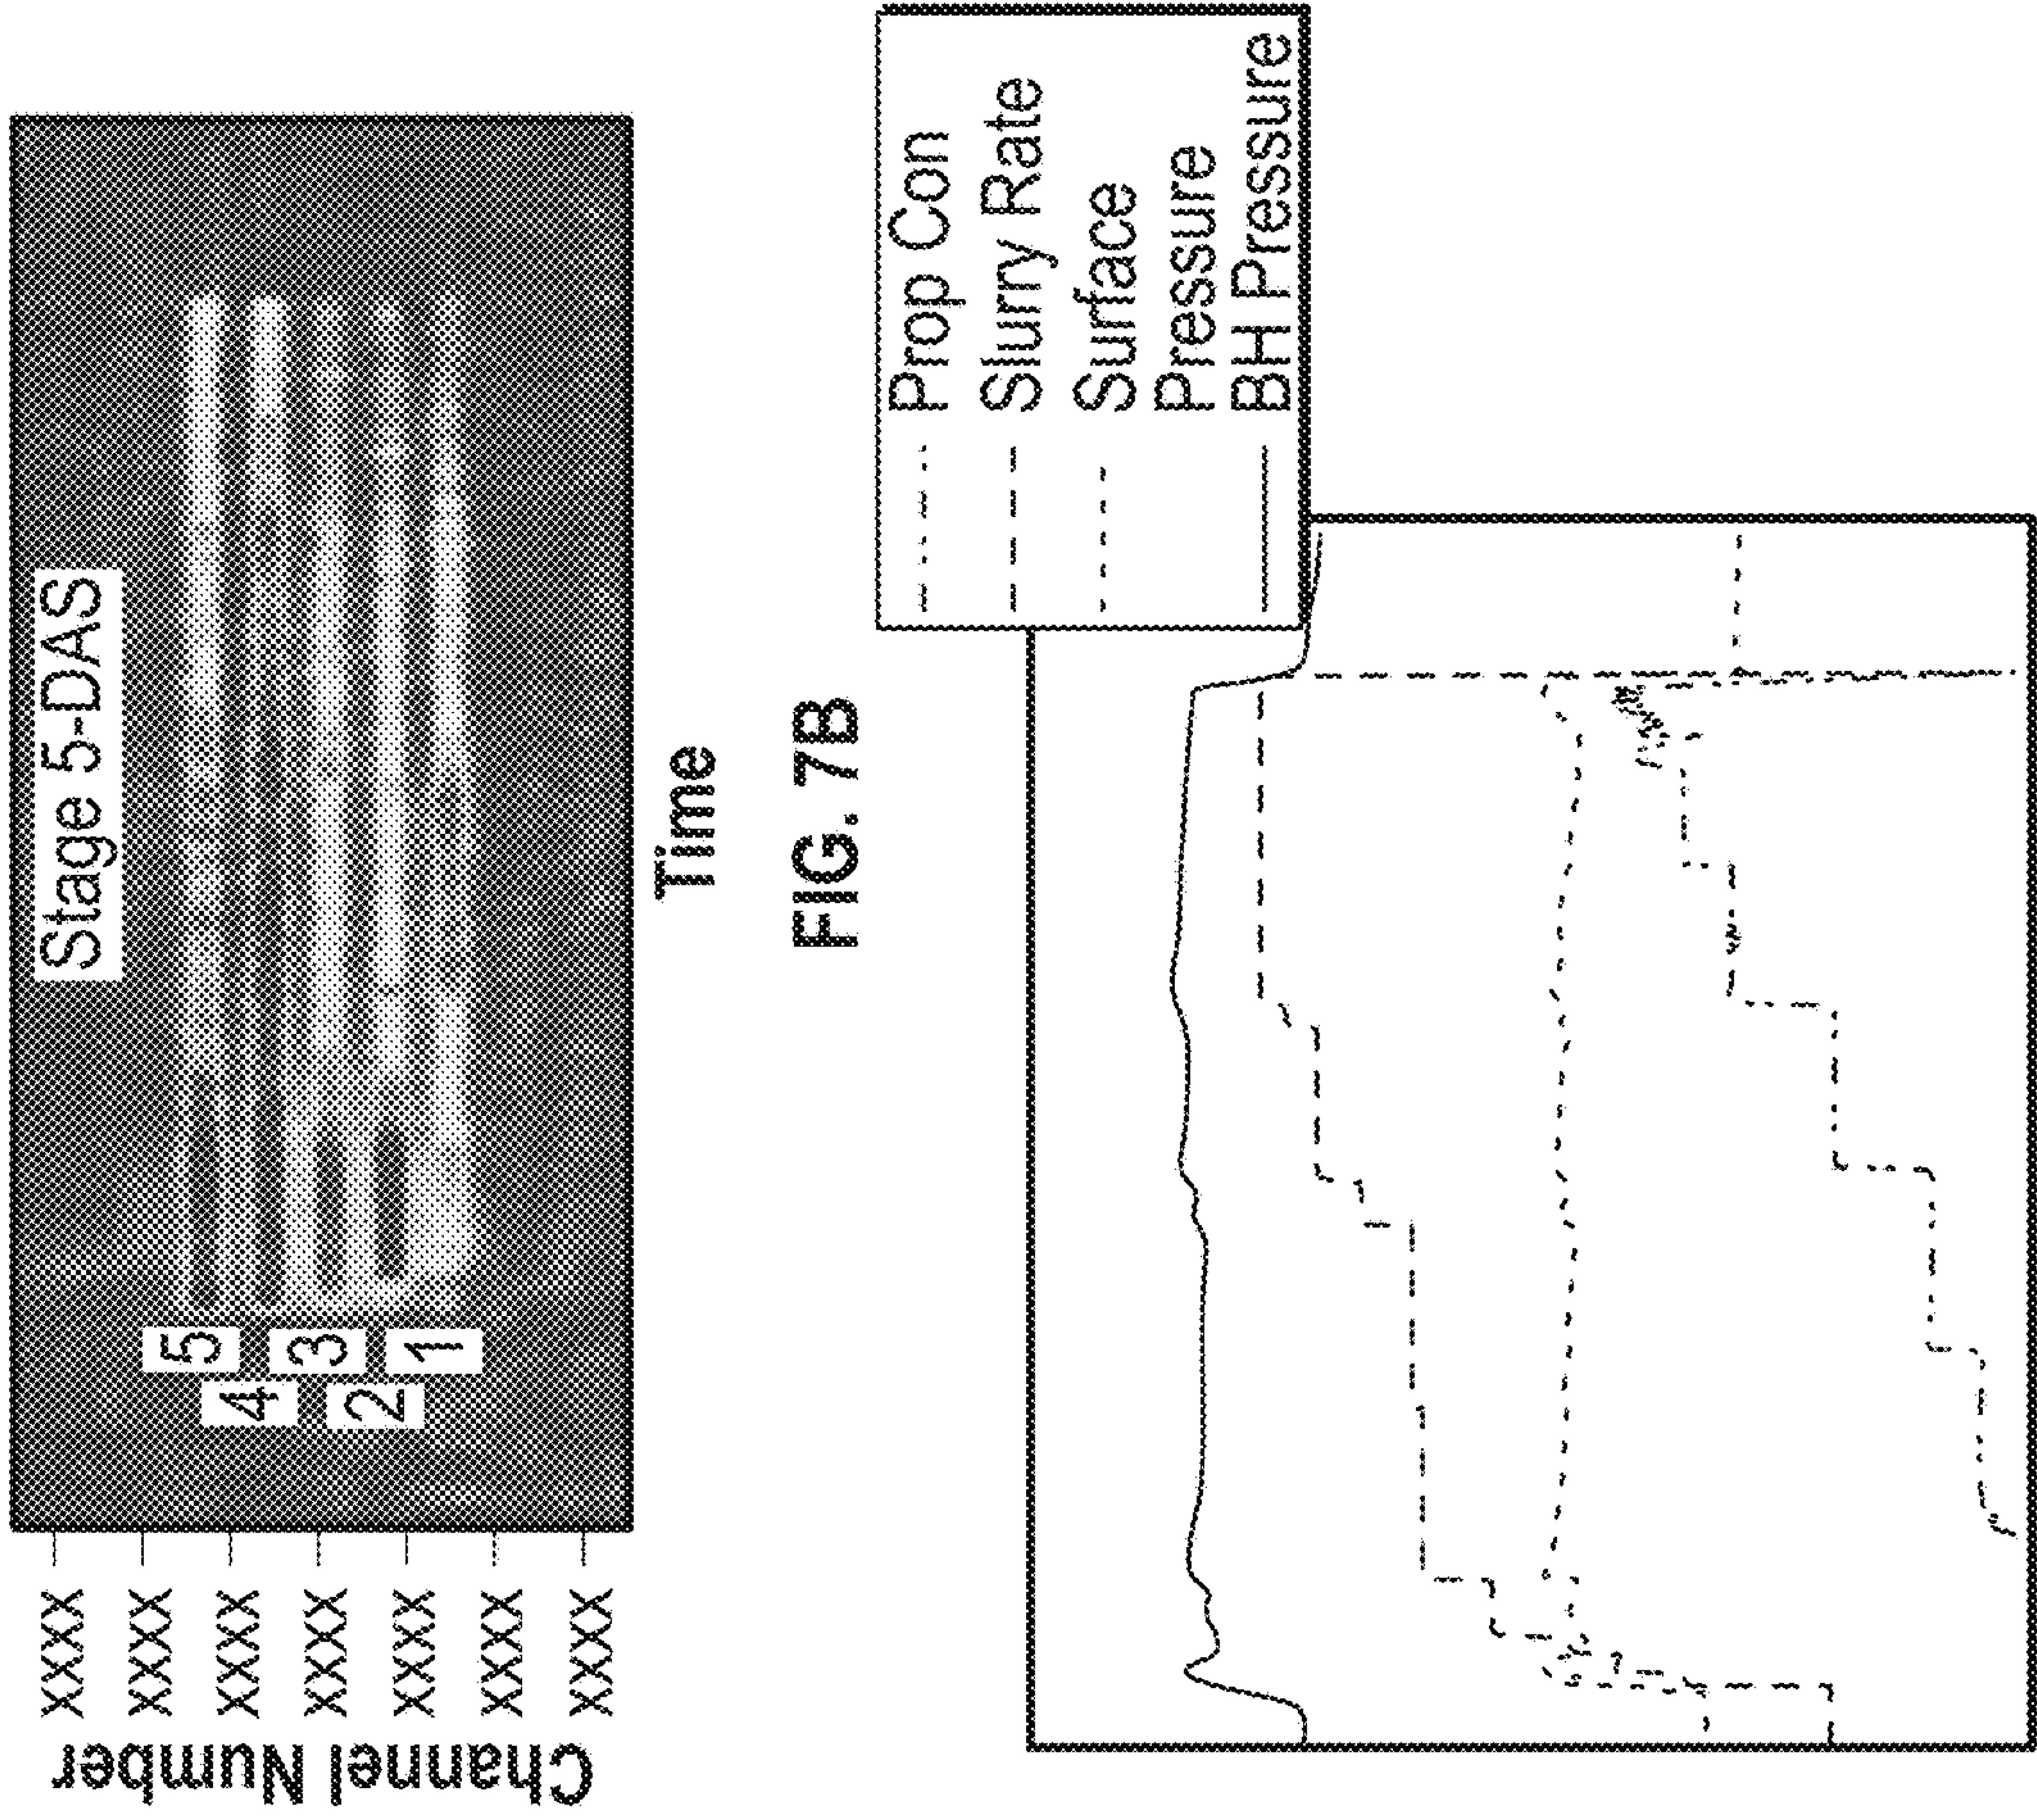 Channel Number
xxxx
xxxx
xxxx
xxxx
xxxx
xxxx
xxxx
Stage 5-DAS
5
4
3
2
1
Time
FIG. 7B
Prop Con
Slurry Rate
Surface
Pressure
BH Pressure